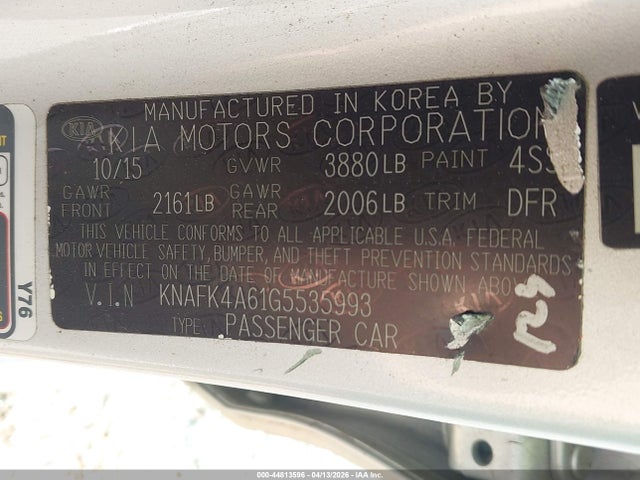 MANUFACTURED IN KOREA BY
KIA KIA MOTORS CORPORATION
10/15 GVWR 3880LB PAINT 4SS
GAWR FRONT 2161LB GAWR REAR 2006LB TRIM DFR
THIS VEHICLE CONFORMS TO ALL APPLICABLE U.S.A. FEDERAL
MOTOR VEHICLE SAFETY, BUMPER, AND THEFT PREVENTION STANDARDS
IN EFFECT ON THE DATE OF MANUFACTURE SHOWN ABOVE
V.I.N KNAFK4A61G5535993
TYPE: PASSENGER CAR
Y76
000-44813596 - 04/13/2026 - IAA Inc.